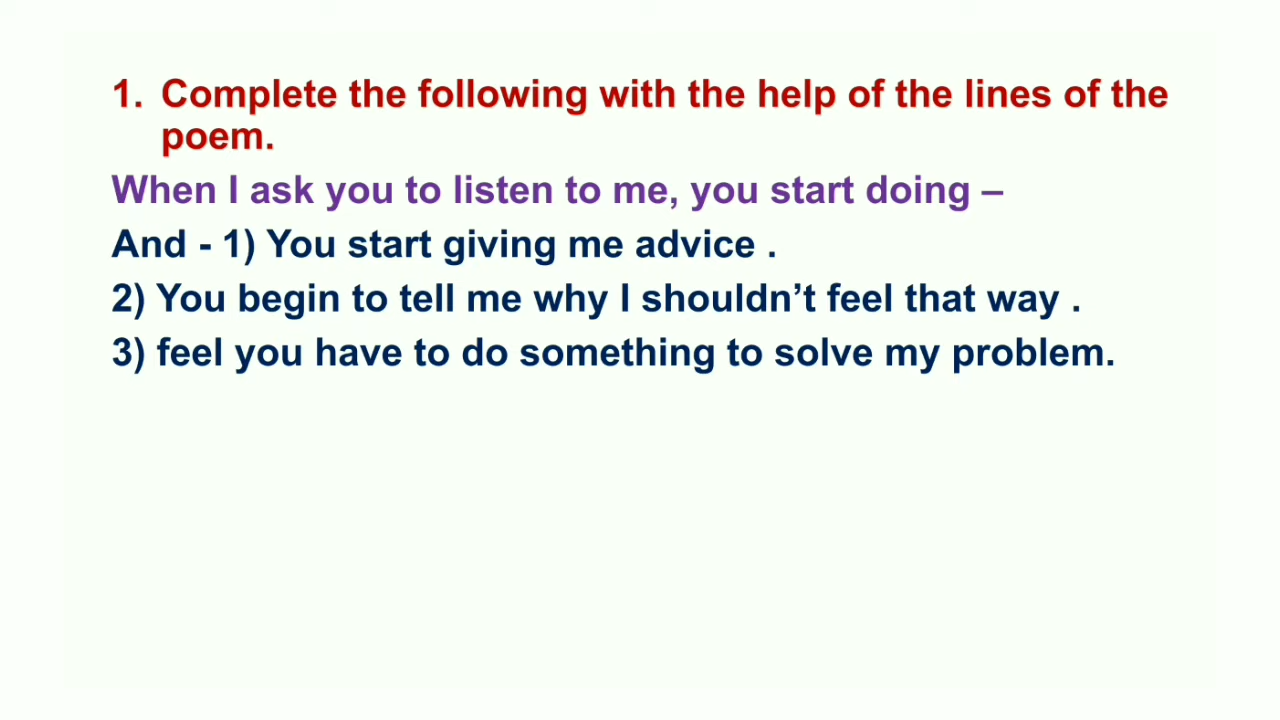 1. Complete the following with the help of the lines of the
poem.
When I ask you to listen to me, you start doing –
And - 1) You start giving me advice .
2) You begin to tell me why I shouldn’t feel that way .
3) feel you have to do something to solve my problem.